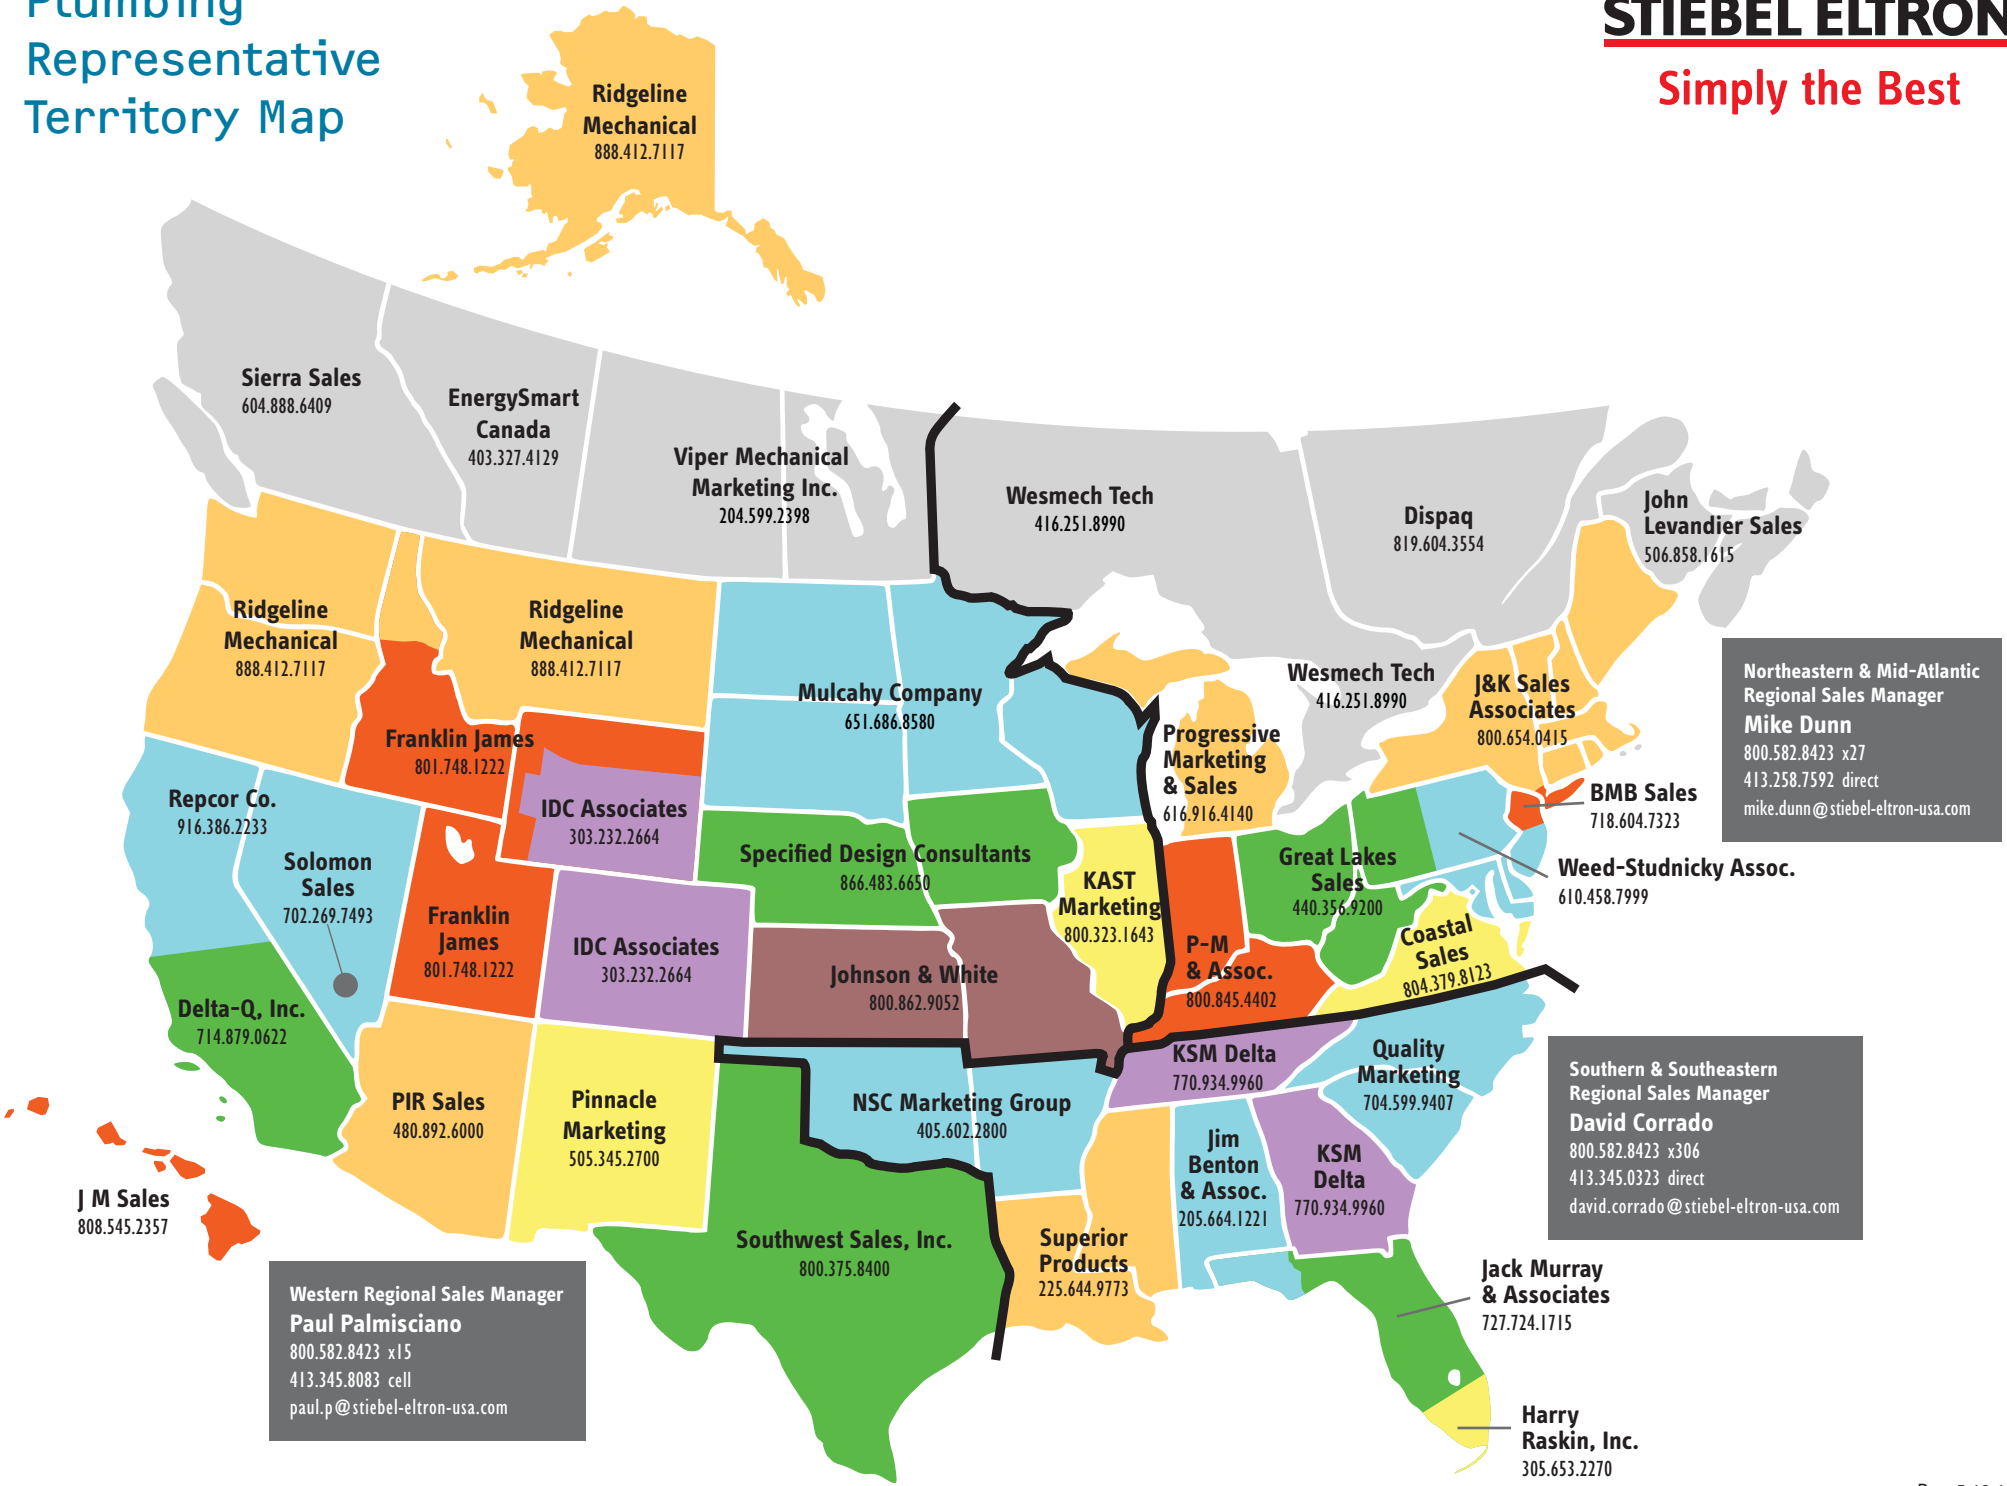 Plumbing
Representative
Territory Map
STIEBEL ELTRON
Simply the Best
Ridgeline
Mechanical
888.412.7117
Sierra Sales
604.888.6409
EnergySmart
Canada
403.327.4129
Viper Mechanical
Marketing Inc.
204.599.2398
Wesmech Tech
416.251.8990
Dispaq
819.604.3554
John
Levandier Sales
506.858.1615
Ridgeline
Mechanical
888.412.7117
Ridgeline
Mechanical
888.412.7117
Mulcahy Company
651.686.8580
Wesmech Tech
416.251.8990
J&K Sales
Associates
800.654.0415
Northeastern & Mid-Atlantic
Regional Sales Manager
Mike Dunn
800.582.8423 x27
413.258.7592 direct
mike.dunn@stiebel-eltron-usa.com
Franklin James
801.748.1222
Progressive
Marketing
& Sales
616.916.4140
BMB Sales
718.604.7323
Repcor Co.
916.386.2233
IDC Associates
303.232.2664
Solomon
Sales
702.269.7493
Specified Design Consultants
866.483.6650
KAST
Marketing
800.323.1643
Great Lakes
Sales
440.356.9200
Weed-Studnicky Assoc.
610.458.7999
Franklin
James
801.748.1222
IDC Associates
303.232.2664
Johnson & White
800.862.9052
P-M
& Assoc.
800.845.4402
Coastal
Sales
804.379.8123
Delta-Q, Inc.
714.879.0622
KSM Delta
770.934.9960
Quality
Marketing
704.599.9407
Southern & Southeastern
Regional Sales Manager
David Corrado
800.582.8423 x306
413.345.0323 direct
david.corrado@stiebel-eltron-usa.com
PIR Sales
480.892.6000
Pinnacle
Marketing
505.345.2700
NSC Marketing Group
405.602.2800
Jim
Benton
& Assoc.
205.664.1221
KSM
Delta
770.934.9960
J M Sales
808.545.2357
Southwest Sales, Inc.
800.375.8400
Superior
Products
225.644.9773
Jack Murray
& Associates
727.724.1715
Western Regional Sales Manager
Paul Palmisciano
800.582.8423 x15
413.345.8083 cell
paul.p@stiebel-eltron-usa.com
Harry
Raskin, Inc.
305.653.2270